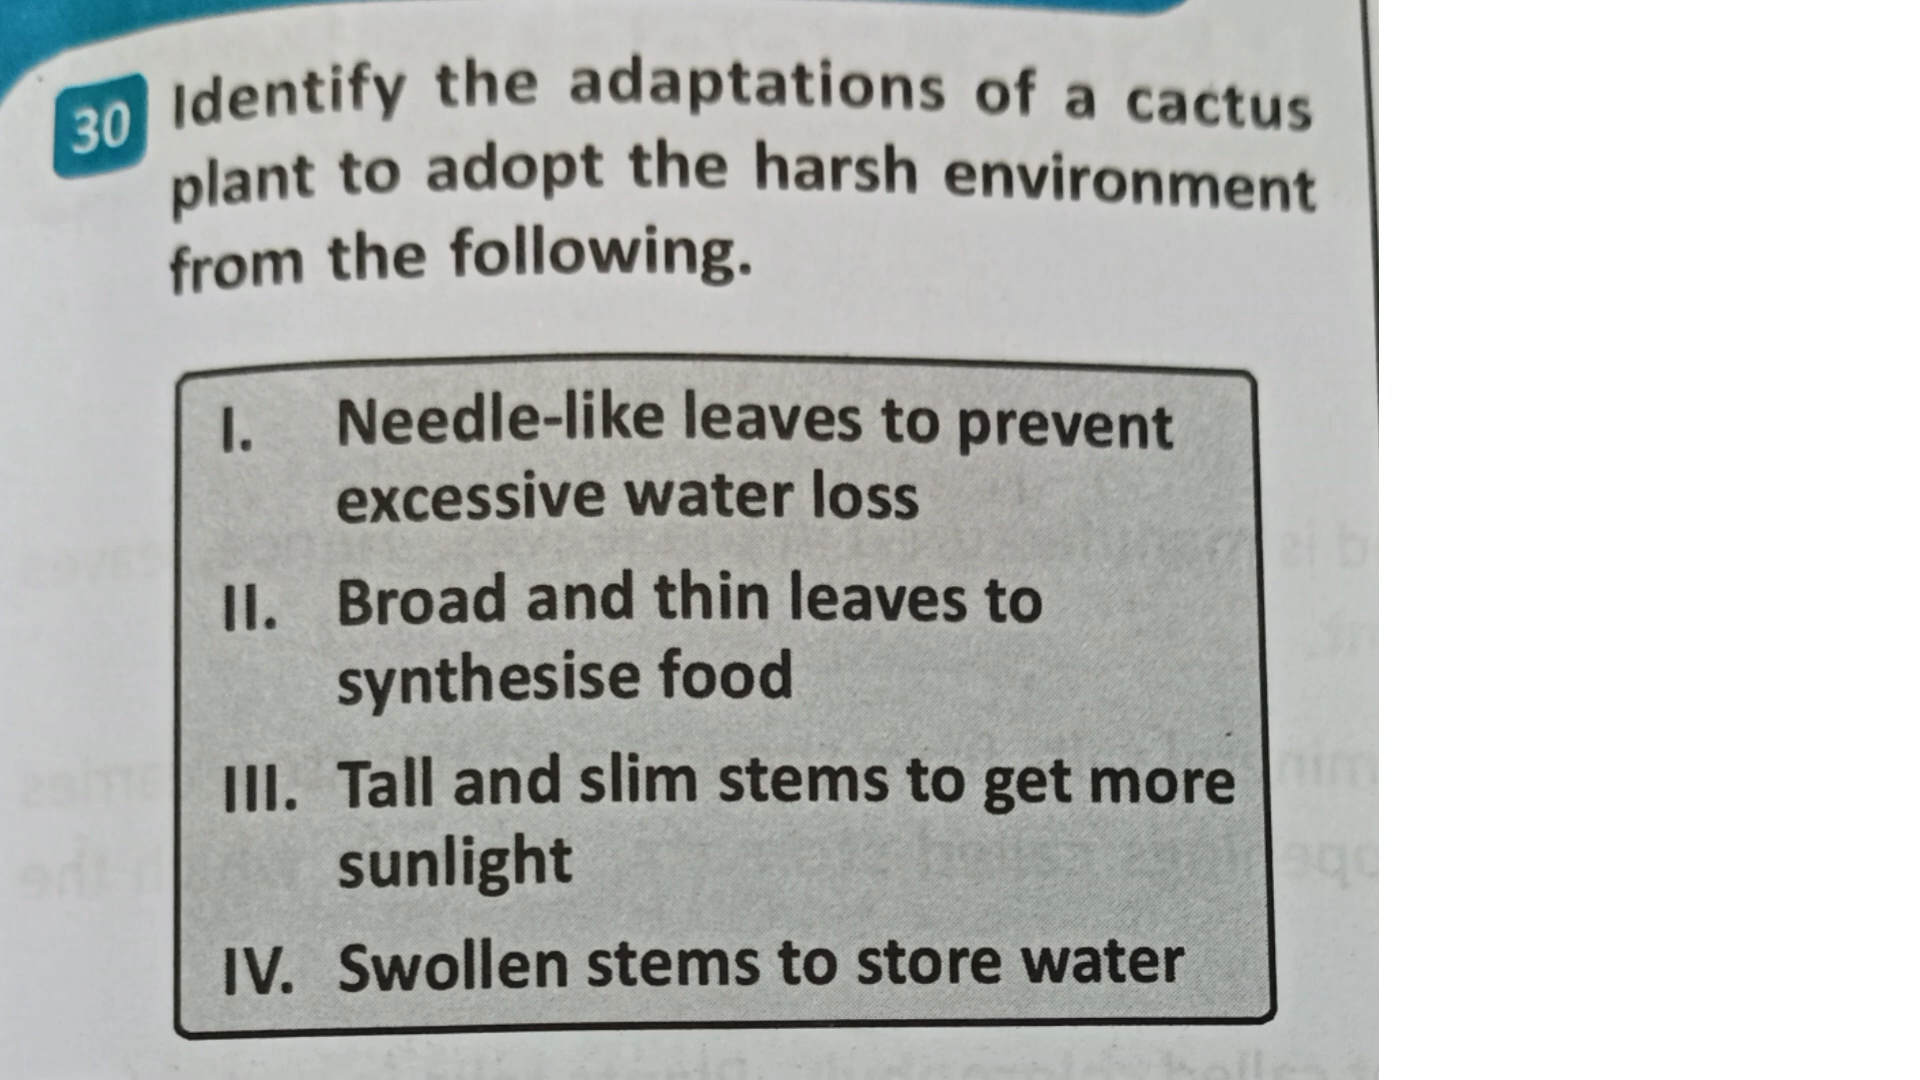 30 Identify the adaptations of a cactus
plant to adopt the harsh environment
from the following.
I. Needle-like leaves to prevent
excessive water loss
II. Broad and thin leaves to
synthesise food
III. Tall and slim stems to get more
sunlight
IV. Swollen stems to store water